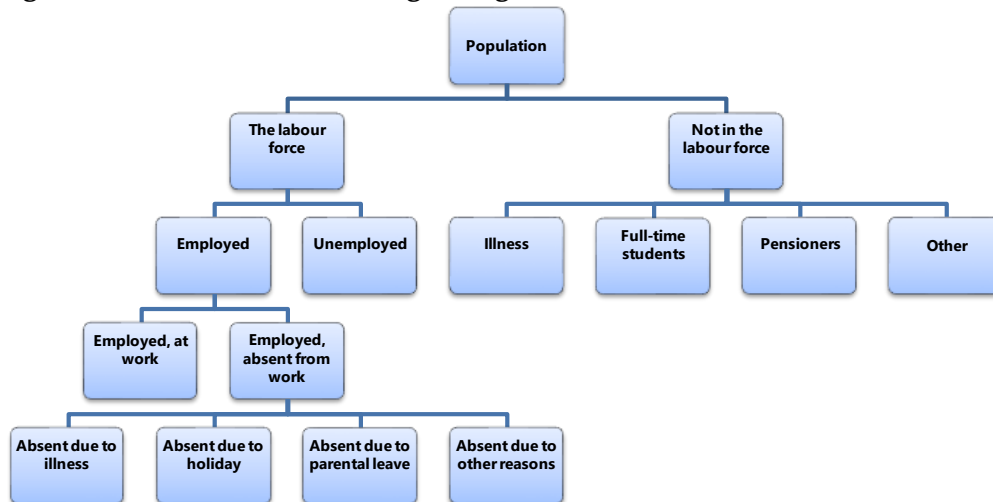 Population
The labour
force
Not in the
labour force
Employed
Unemployed
Illness
Full-time
students
Pensioners
Other
Employed, at
work
Employed,
absent from
work
Absent due to
illness
Absent due to
holiday
Absent due to
parental leave
Absent due to
other reasons